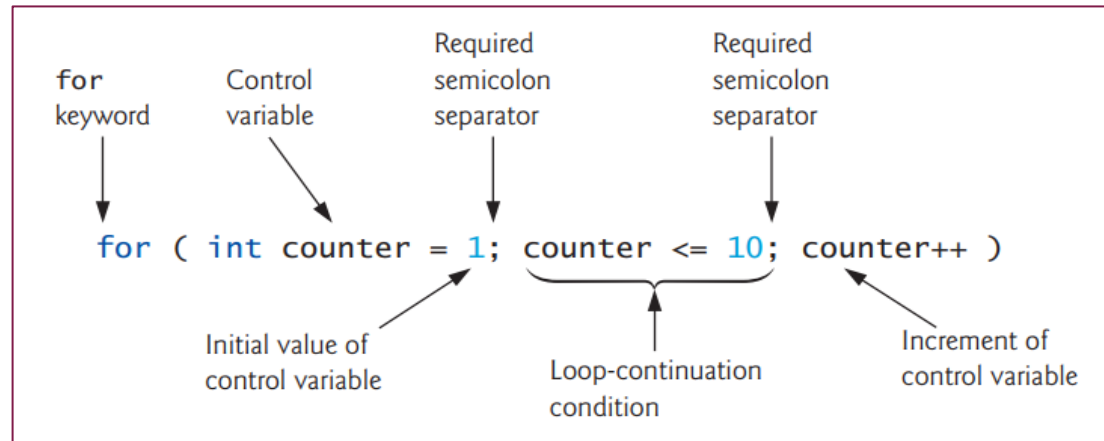 for
keyword
Control
variable
Required
semicolon
separator
Required
semicolon
separator
for ( int counter = 1; counter <= 10; counter++ )
Initial value of
control variable
Loop-continuation
condition
Increment of
control variable